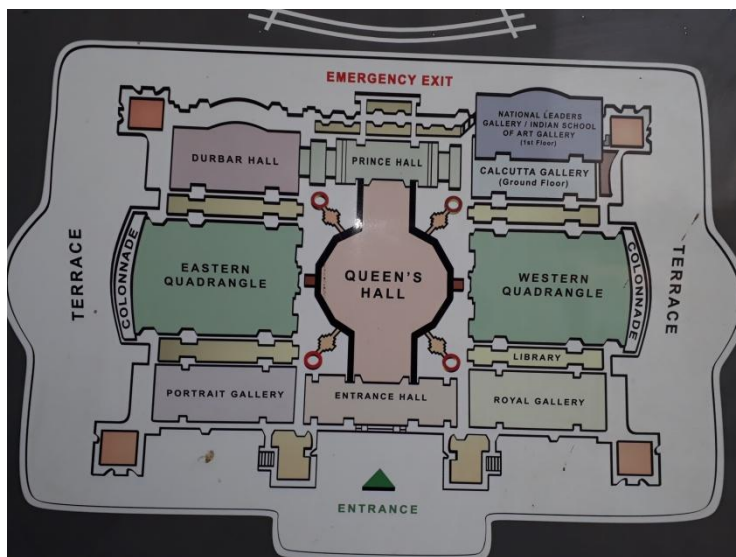 EMERGENCY EXIT
NATIONAL LEADERS
GALLERY / INDIAN SCHOOL
OF ART GALLERY
(1st Floor)
DURBAR HALL
PRINCE HALL
CALCUTTA GALLERY
(Ground Floor)
TERRACE
COLONNADE
EASTERN
QUADRANGLE
QUEEN'S
HALL
WESTERN
QUADRANGLE
COLONNADE
TERRACE
LIBRARY
PORTRAIT GALLERY
ENTRANCE HALL
ROYAL GALLERY
ENTRANCE